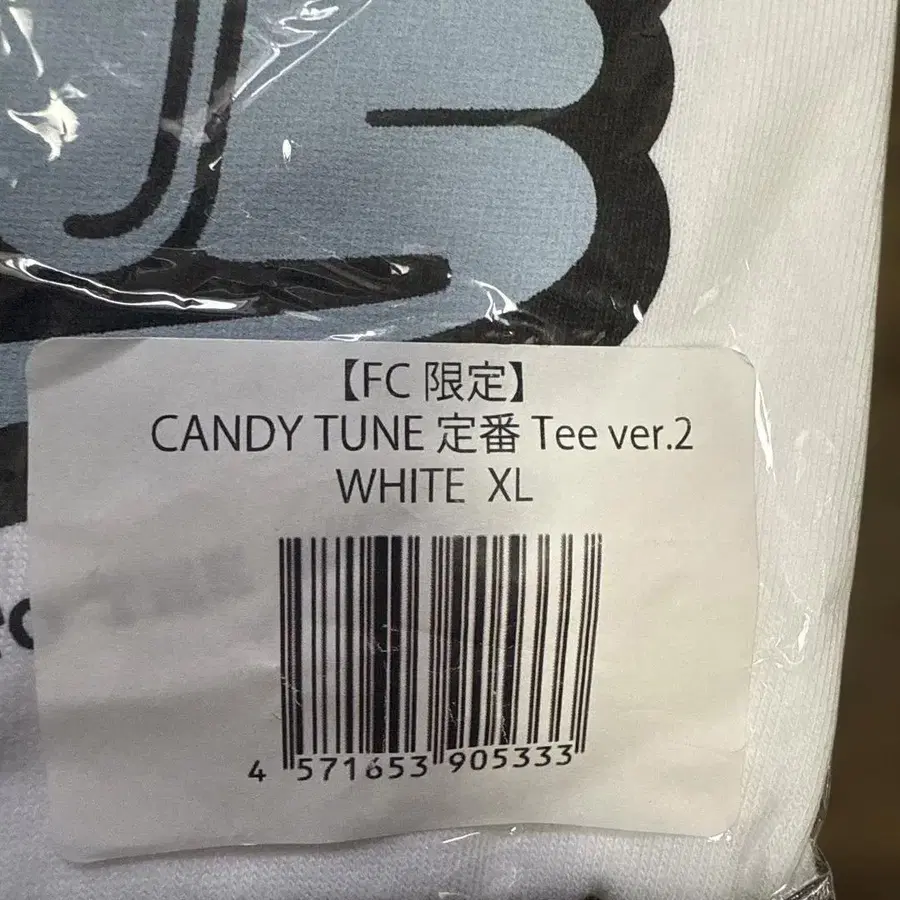 【FC 限定】
CANDY TUNE 定番 Tee ver.2
WHITE XL
4 571653 905333